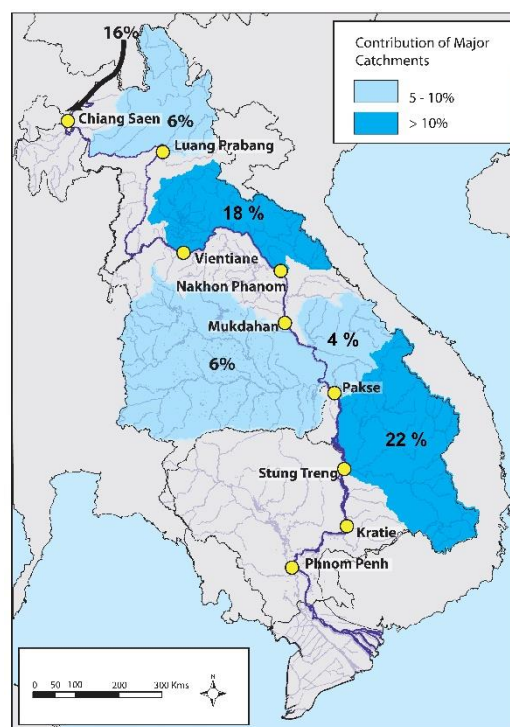 16%
Contribution of Major
Catchments
5 - 10%
> 10%
Chiang Saen
6%
Luang Prabang
18 %
Vientiane
Nakhon Phanom
Mukdahan
4 %
6%
Pakse
22 %
Stung Treng
Kratie
Phnom Penh
N
0 50 100 200 300 Kms